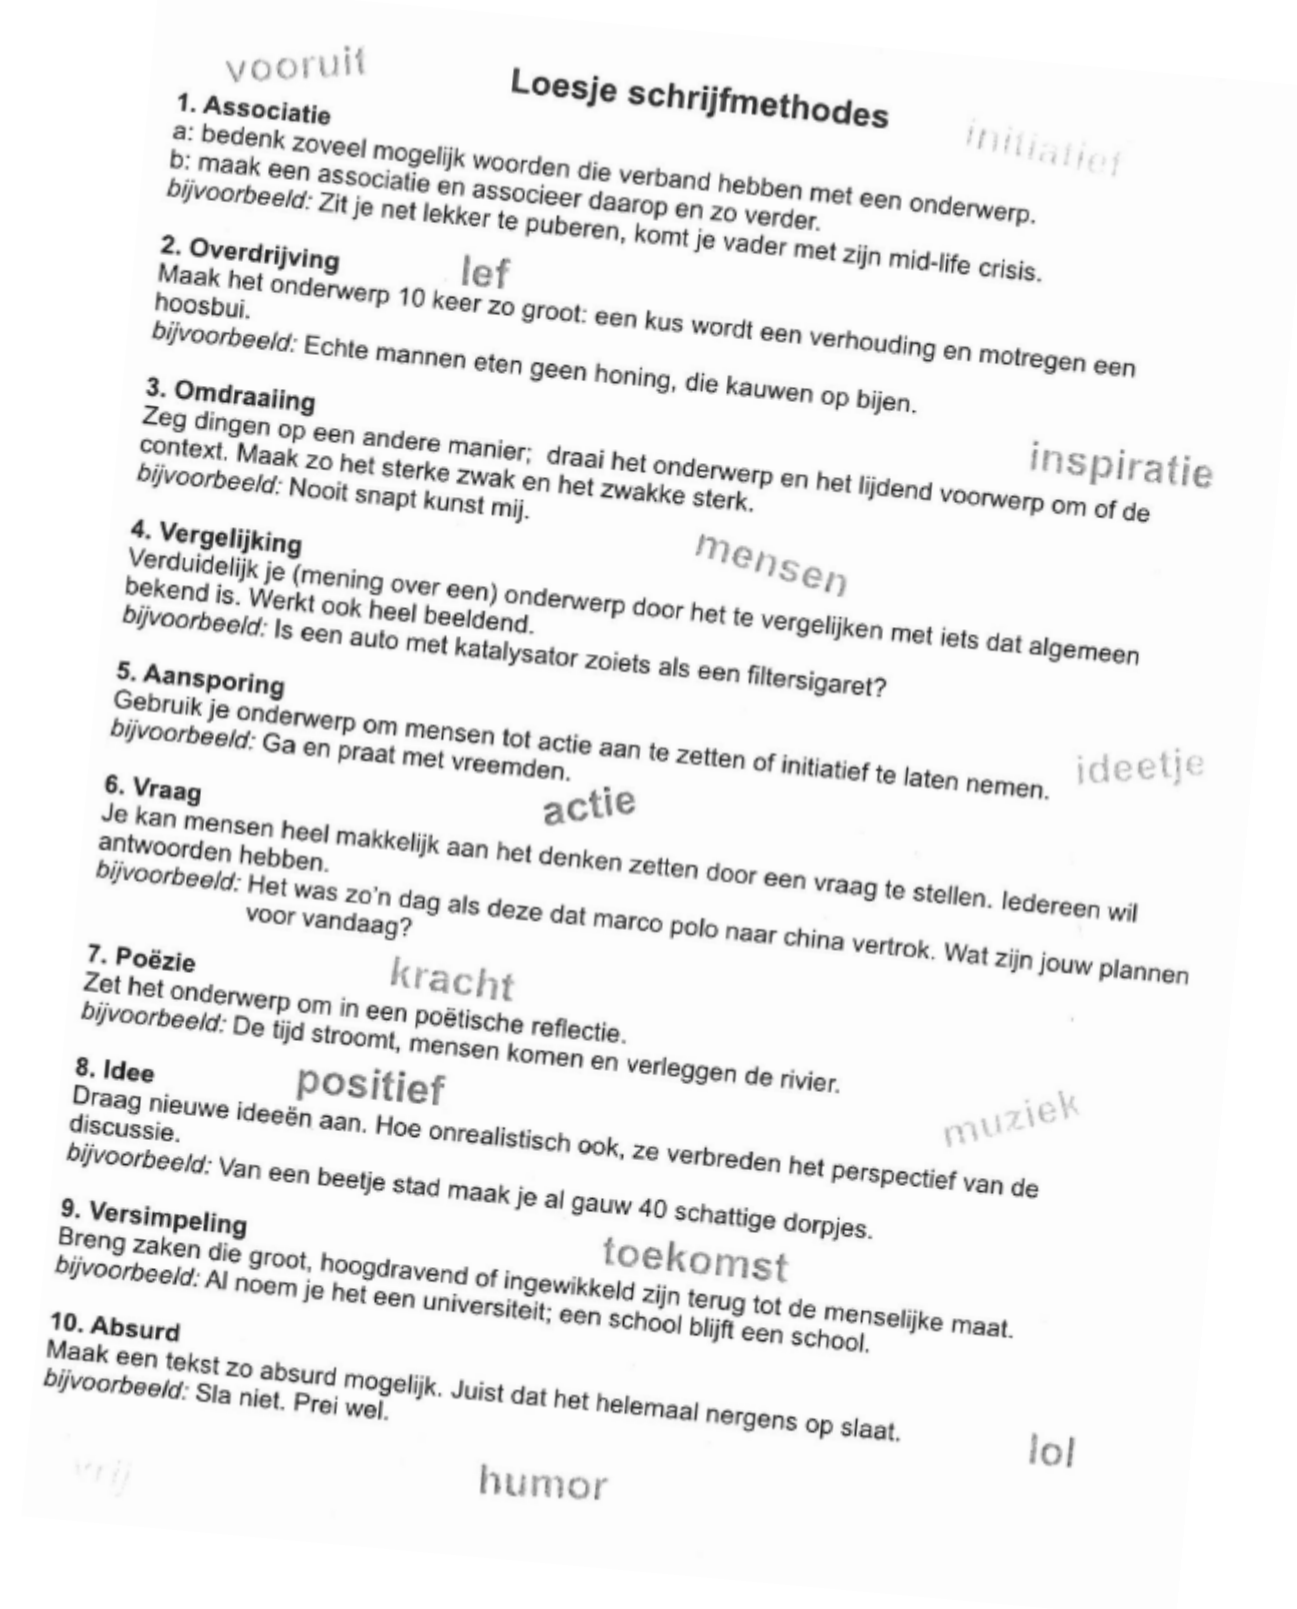 vooruit
Loesje schrijfmethodes
initiatief
1. Associatie
a: bedenk zoveel mogelijk woorden die verband hebben met een onderwerp.
b: maak een associatie en associeer daarop en zo verder.
bijvoorbeeld: Zit je net lekker te puberen, komt je vader met zijn mid-life crisis.
2. Overdrijving
lef
Maak het onderwerp 10 keer zo groot: een kus wordt een verhouding en motregen een
hoosbui.
bijvoorbeeld: Echte mannen eten geen honing, die kauwen op bijen.
3. Omdraaiing
Zeg dingen op een andere manier; draai het onderwerp en het lijdend voorwerp om of de
context. Maak zo het sterke zwak en het zwakke sterk.
inspiratie
bijvoorbeeld: Nooit snapt kunst mij.
mensen
4. Vergelijking
Verduidelijk je (mening over een) onderwerp door het te vergelijken met iets dat algemeen
bekend is. Werkt ook heel beeldend.
bijvoorbeeld: Is een auto met katalysator zoiets als een filtersigaret?
5. Aansporing
Gebruik je onderwerp om mensen tot actie aan te zetten of initiatief te laten nemen.
ideetje
bijvoorbeeld: Ga en praat met vreemden.
6. Vraag
actie
Je kan mensen heel makkelijk aan het denken zetten door een vraag te stellen. Iedereen wil
antwoorden hebben.
bijvoorbeeld: Het was zo'n dag als deze dat marco polo naar china vertrok. Wat zijn jouw plannen
voor vandaag?
7. Poëzie
kracht
Zet het onderwerp om in een poëtische reflectie.
bijvoorbeeld: De tijd stroomt, mensen komen en verleggen de rivier.
8. Idee
positief
muziek
Draag nieuwe ideeën aan. Hoe onrealistisch ook, ze verbreden het perspectief van de
discussie.
bijvoorbeeld: Van een beetje stad maak je al gauw 40 schattige dorpjes.
9. Versimpeling
toekomst
Breng zaken die groot, hoogdravend of ingewikkeld zijn terug tot de menselijke maat.
bijvoorbeeld: Al noem je het een universiteit; een school blijft een school.
10. Absurd
Maak een tekst zo absurd mogelijk. Juist dat het helemaal nergens op slaat.
bijvoorbeeld: Sla niet. Prei wel.
lol
vrij
humor